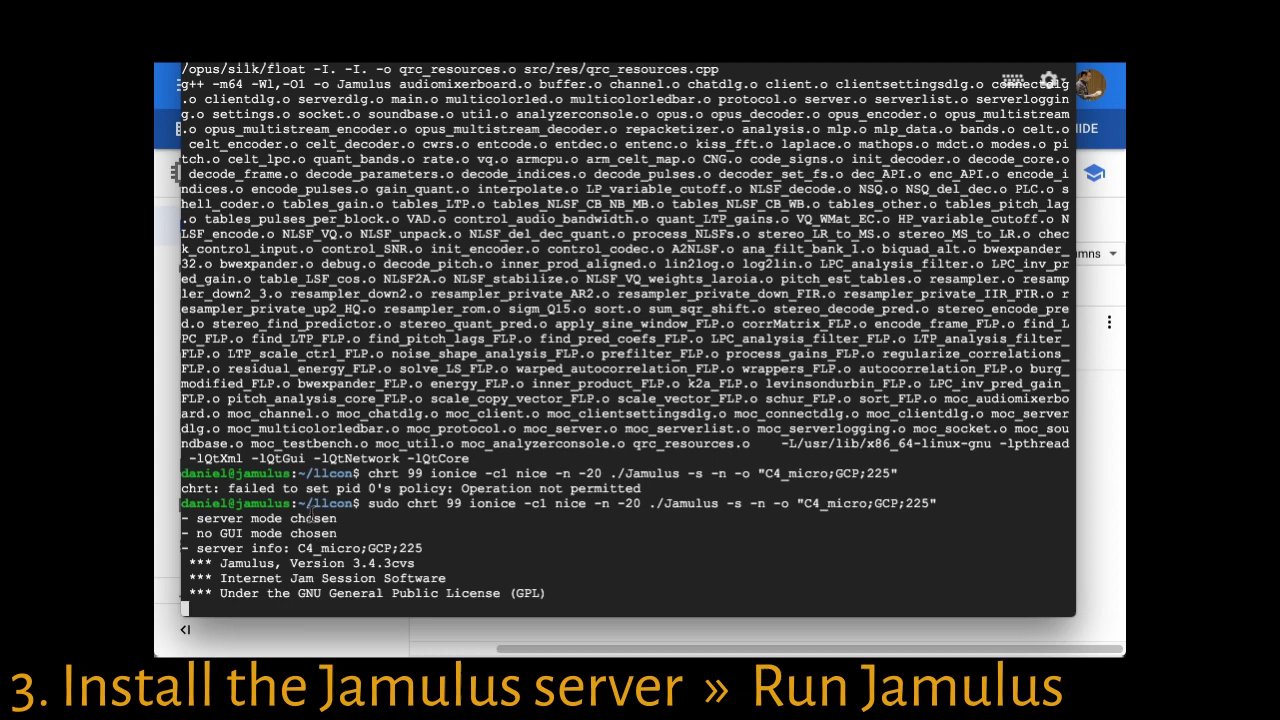 /opus/silk/float -I. -I. -o qrc_resources.o src/res/qrc_resources.cpp
g++ -m64 -Wl,-O1 -o Jamulus audiomixerboard.o buffer.o channel.o chatdlg.o client.o clientsettingsdlg.o connectdlg
.o clientdlg.o serverdlg.o main.o multicolorled.o multicolorledbar.o protocol.o server.o serverlist.o serverloggin
g.o settings.o socket.o soundbase.o util.o analyzerconsole.o opus.o opus_decoder.o opus_encoder.o opus_multistream
.o opus_multistream_encoder.o opus_multistream_decoder.o repacketizer.o analysis.o mlp.o mlp_data.o bands.o celt.o
celt_encoder.o celt_decoder.o cwrs.o entcode.o entdec.o entenc.o kiss_fft.o laplace.o mathops.o mdct.o modes.o pi
tch.o celt_lpc.o quant_bands.o rate.o vq.o armcpu.o arm_celt_map.o CNG.o code_signs.o init_decoder.o decode_core.o
decode_frame.o decode_parameters.o decode_indices.o decode_pulses.o decoder_set_fs.o dec_API.o enc_API.o encode_i
ndices.o encode_pulses.o gain_quant.o interpolate.o LP_variable_cutoff.o NLSF_decode.o NSQ.o NSQ_del_dec.o PLC.o s
hell_coder.o tables_gain.o tables_LTP.o tables_NLSF_CB_NB_MB.o tables_NLSF_CB_WB.o tables_other.o tables_pitch_lag
.o tables_pulses_per_block.o VAD.o control_audio_bandwidth.o quant_LTP_gains.o VQ_WMat_EC.o HP_variable_cutoff.o N
LSF_encode.o NLSF_VQ.o NLSF_unpack.o NLSF_del_dec_quant.o process_NLSFs.o stereo_LR_to_MS.o stereo_MS_to_LR.o chec
k_control_input.o control_SNR.o init_encoder.o control_codec.o A2NLSF.o ana_filt_bank_1.o biquad_alt.o bwexpander_
32.o bwexpander.o debug.o decode_pitch.o inner_prod_aligned.o lin2log.o log2lin.o LPC_analysis_filter.o LPC_inv_pr
ed_gain.o table_LSF_cos.o NLSF2A.o NLSF_stabilize.o NLSF_VQ_weights_laroia.o pitch_est_tables.o resampler.o resamp
ler_down2_3.o resampler_down2.o resampler_private_AR2.o resampler_private_down_FIR.o resampler_private_IIR_FIR.o r
esampler_private_up2_HQ.o resampler_rom.o sigm_Q15.o sort.o sum_sqr_shift.o stereo_decode_pred.o stereo_encode_pre
d.o stereo_find_predictor.o stereo_quant_pred.o apply_sine_window_FLP.o corrMatrix_FLP.o encode_frame_FLP.o find_L
PC_FLP.o find_LTP_FLP.o find_pitch_lags_FLP.o find_pred_coefs_FLP.o LPC_analysis_filter_FLP.o LTP_analysis_filter_
FLP.o LTP_scale_ctrl_FLP.o noise_shape_analysis_FLP.o prefilter_FLP.o process_gains_FLP.o regularize_correlations_
FLP.o residual_energy_FLP.o solve_LS_FLP.o warped_autocorrelation_FLP.o wrappers_FLP.o autocorrelation_FLP.o burg_
modified_FLP.o bwexpander_FLP.o energy_FLP.o inner_product_FLP.o k2a_FLP.o levinsondurbin_FLP.o LPC_inv_pred_gain_
FLP.o pitch_analysis_core_FLP.o scale_copy_vector_FLP.o scale_vector_FLP.o schur_FLP.o sort_FLP.o moc_audiomixerbo
ard.o moc_channel.o moc_chatdlg.o moc_client.o moc_clientsettingsdlg.o moc_connectdlg.o moc_clientdlg.o moc_server
dlg.o moc_multicolorledbar.o moc_protocol.o moc_server.o moc_serverlist.o moc_serverlogging.o moc_socket.o moc_sou
ndbase.o moc_testbench.o moc_util.o moc_analyzerconsole.o qrc_resources.o    -L/usr/lib/x86_64-linux-gnu -lpthread
-lQtXml -lQtGui -lQtNetwork -lQtCore
daniel@jamulus:~/llcon$ chrt 99 ionice -c1 nice -n -20 ./Jamulus -s -n -o "C4_micro;GCP;225"
chrt: failed to set pid 0's policy: Operation not permitted
daniel@jamulus:~/llcon$ sudo chrt 99 ionice -c1 nice -n -20 ./Jamulus -s -n -o "C4_micro;GCP;225"
- server mode chosen
- no GUI mode chosen
- server info: C4_micro;GCP;225
*** Jamulus, Version 3.4.3cvs
*** Internet Jam Session Software
*** Under the GNU General Public License (GPL)
IDE
mns
3. Install the Jamulus server » Run Jamulus